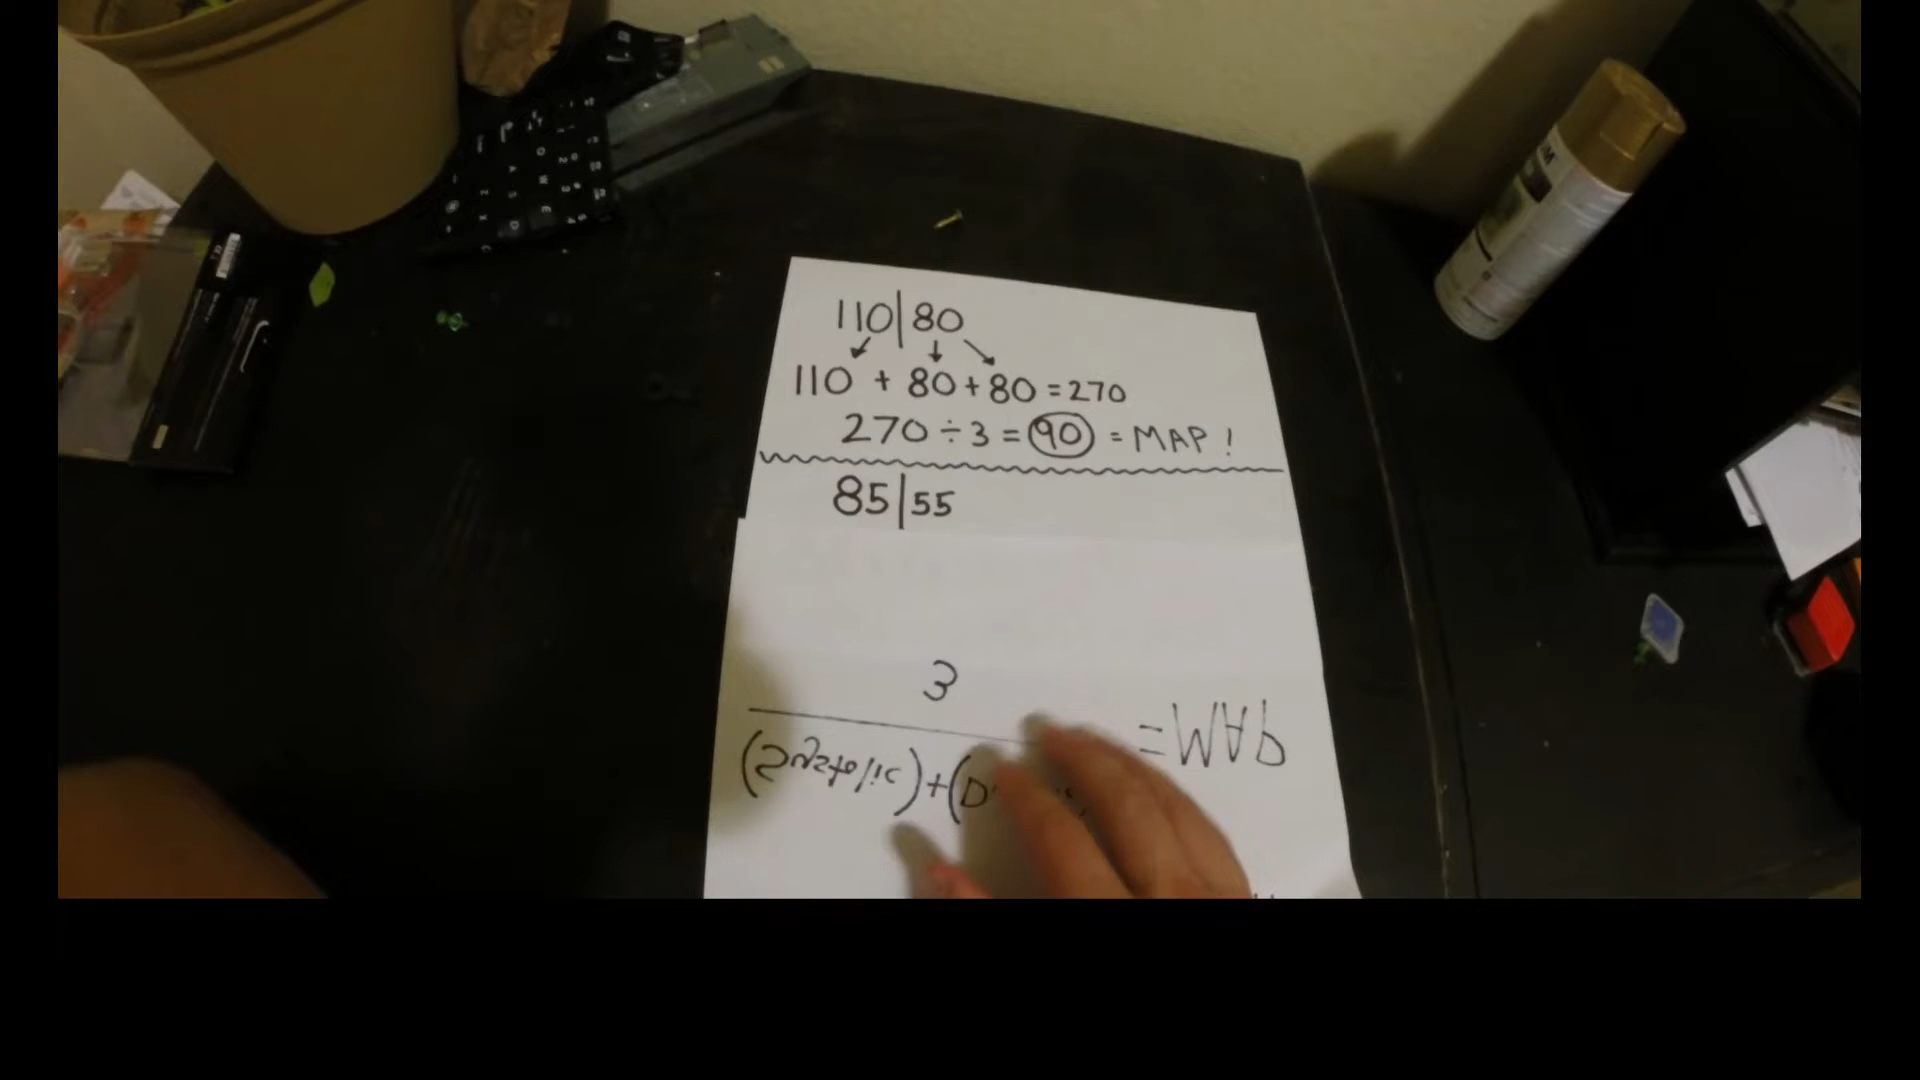 110|80
110 + 80 + 80 = 270
270 ÷ 3 = 90 = MAP !
85|55
3
(Systolic) + (D
= MAP